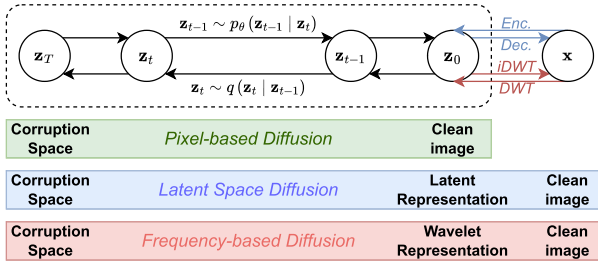 𝐳_{t−1} ∼ p_θ (𝐳_{t−1} | 𝐳_t)
Enc.
Dec.
𝐳_T
𝐳_t
𝐳_{t−1}
𝐳_0
𝐱
iDWT
DWT
𝐳_t ∼ q (𝐳_t | 𝐳_{t−1})
Corruption
Space
Pixel-based Diffusion
Clean
image
Corruption
Space
Latent Space Diffusion
Latent
Representation
Clean
image
Corruption
Space
Frequency-based Diffusion
Wavelet
Representation
Clean
image